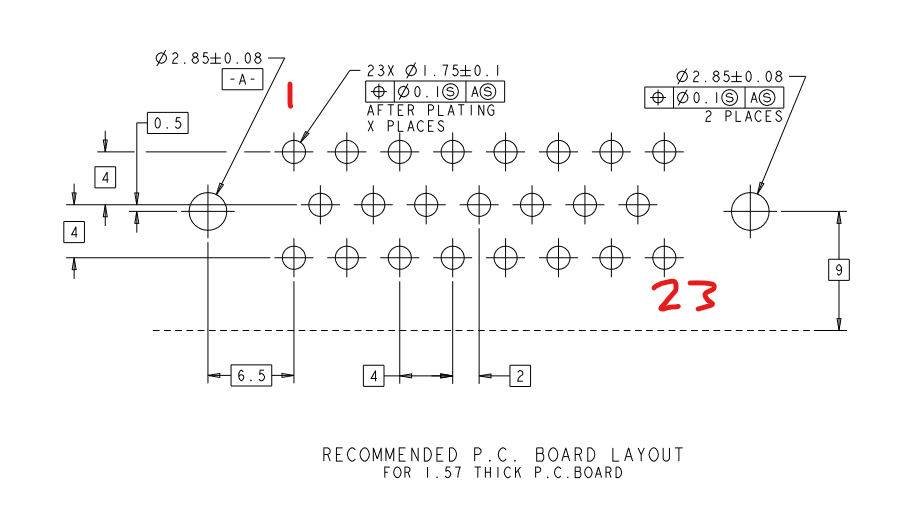 Ø2.85±0.08
-A-
1
23X Ø1.75±0.1
⌖ Ø0.1Ⓢ AⓈ
AFTER PLATING
X PLACES
Ø2.85±0.08
⌖ Ø0.1Ⓢ AⓈ
2 PLACES
0.5
4
4
9
23
6.5
4
2
RECOMMENDED P.C. BOARD LAYOUT
FOR 1.57 THICK P.C.BOARD